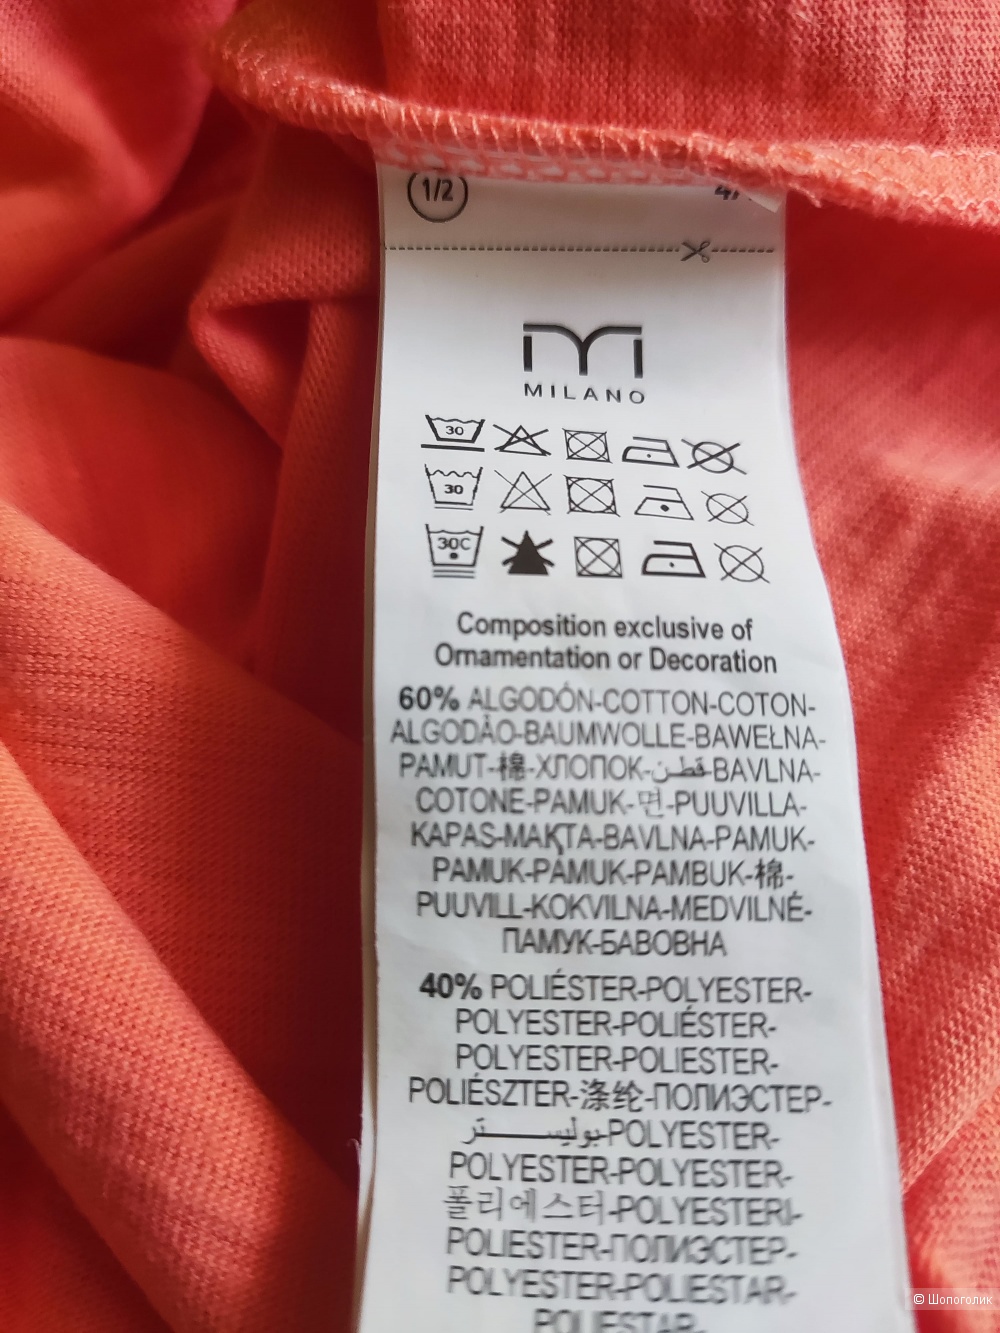 1/2
MILANO
30
30
30C
Composition exclusive of
Ornamentation or Decoration
60% ALGODÓN-COTTON-COTON-
ALGODÃO-BAUMWOLLE-BAWEŁNA-
PAMUT-棉-ХЛОПОК-قطن-BAVLNA-
COTONE-PAMUK-면-PUUVILLA-
KAPAS-МАҚТА-BAVLNA-PAMUK-
PAMUK-PAMUK-PAMBUK-棉-
PUUVILL-KOKVILNA-MEDVILNÉ-
ПАМУК-БАВОВНА
40% POLIÉSTER-POLYESTER-
POLYESTER-POLIÉSTER-
POLYESTER-POLIESTER-
POLIÉSZTER-涤纶-ПОЛИЭСТЕР-
بوليستر-POLYESTER-
POLYESTER-POLYESTER-
폴리에스터-POLYESTERI-
POLIESTER-ПОЛИЭСТЕР-
POLYESTER-POLIESTAR-
POLIESTAR-
© Шопоголик